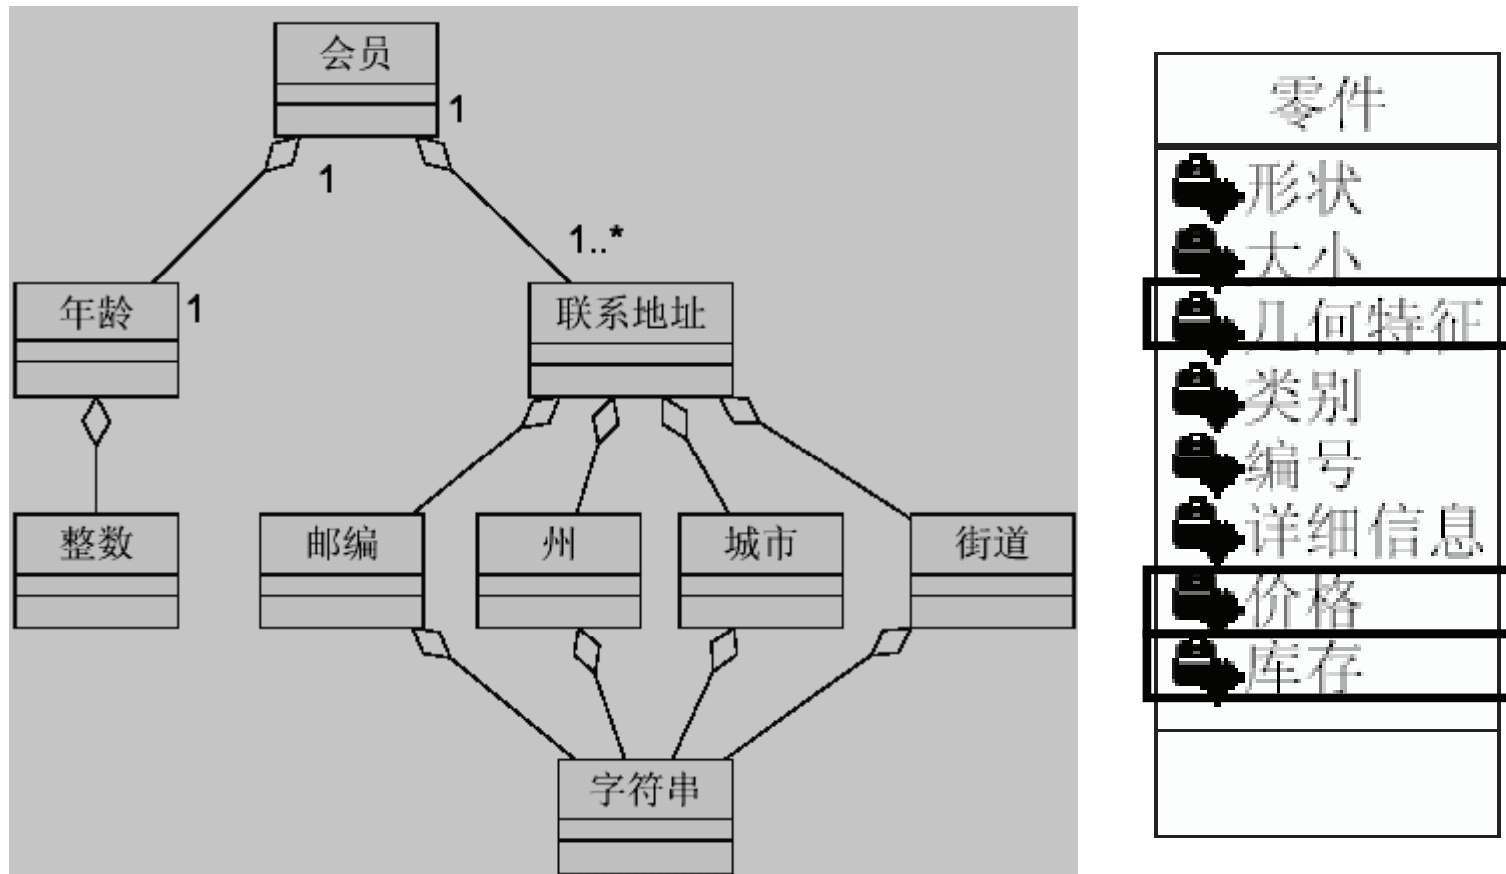 会员
1
1
1..*
年龄
1
联系地址
整数
邮编
州
城市
街道
字符串
零件
形状
大小
几何特征
类别
编号
详细信息
价格
库存